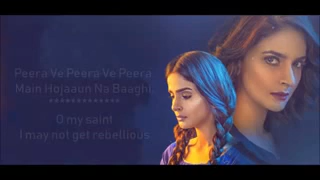 Peera Ve Peera Ve Peera
Main Hojaaun Na Baaghi
**********
O my saint
I may not get rebellious